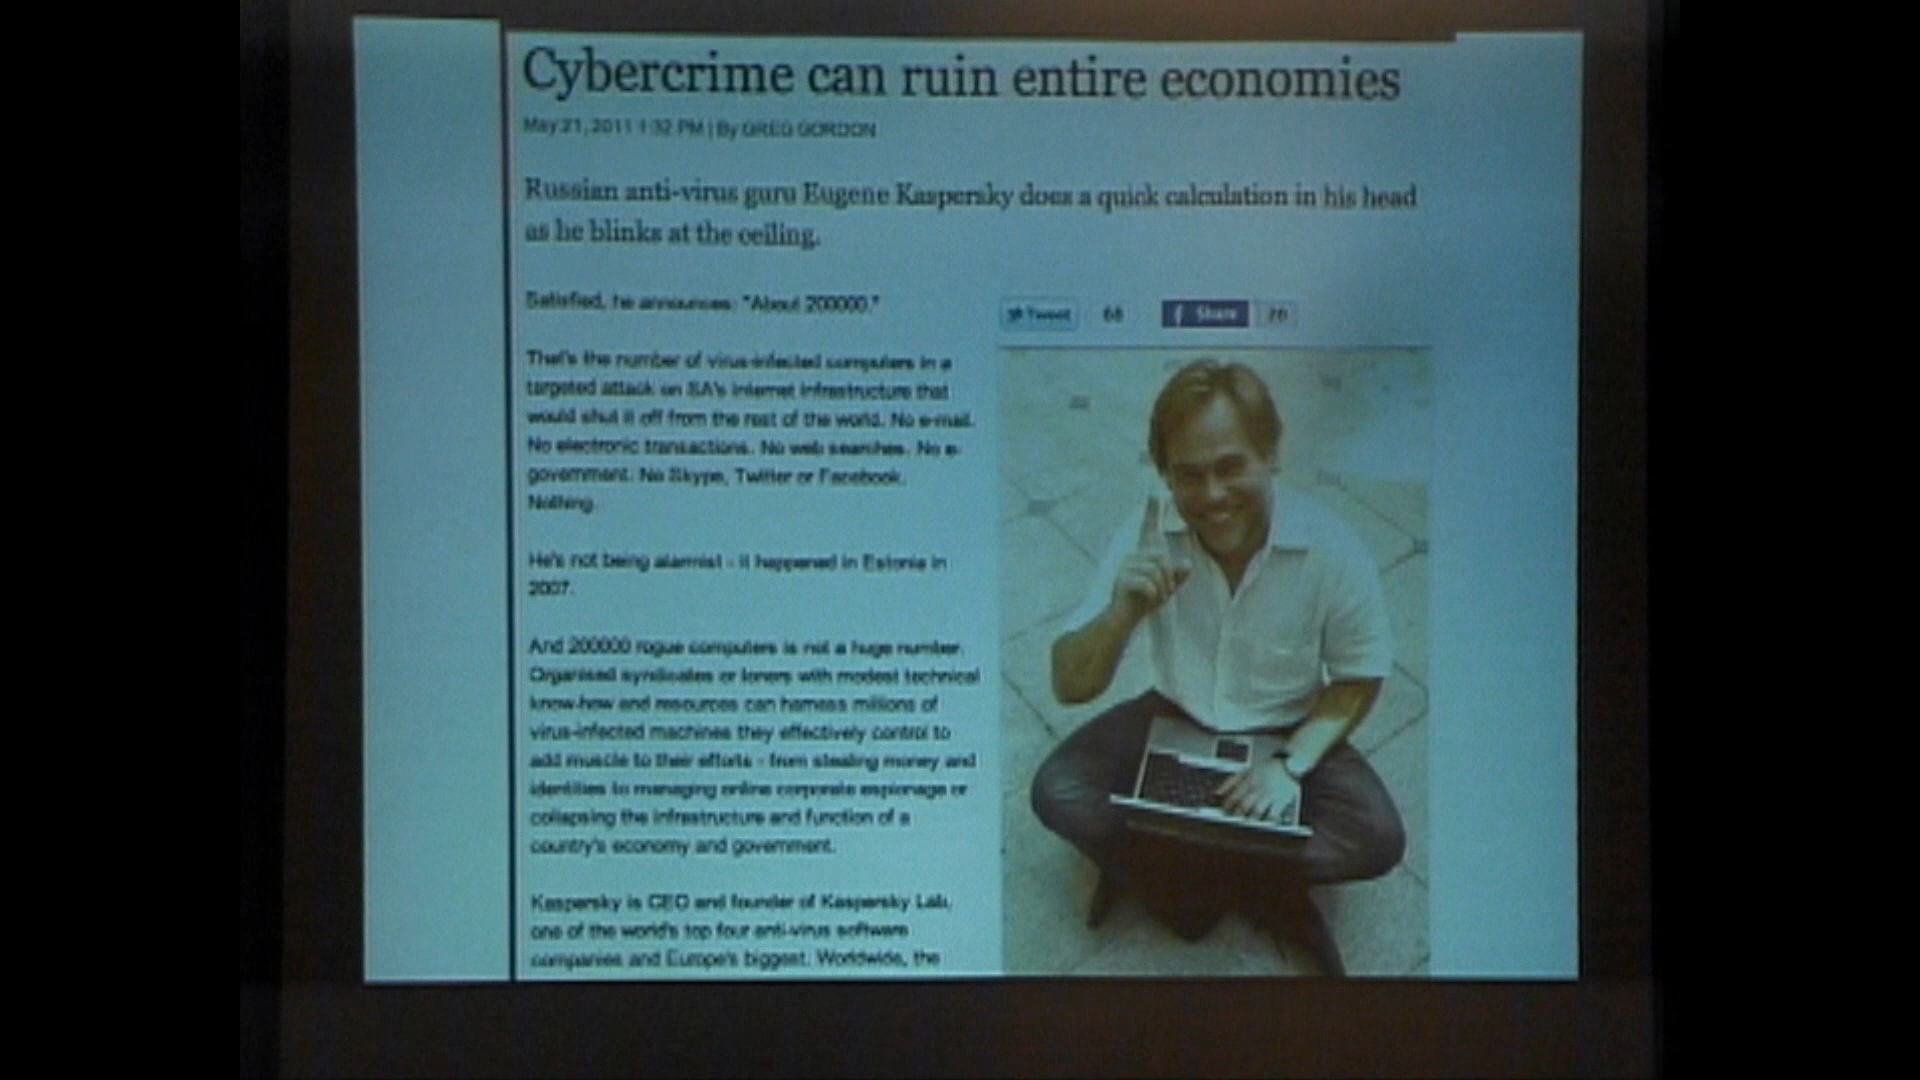 Cybercrime can ruin entire economies
May 21, 2011 1:32 PM | By GREG GORDON
Russian anti-virus guru Eugene Kaspersky does a quick calculation in his head
as he blinks at the ceiling.
Satisfied, he announces: "About 200000."
Tweet 68 Share 26
That's the number of virus-infected computers in a
targeted attack on SA's internet infrastructure that
would shut it off from the rest of the world. No e-mail.
No electronic transactions. No web searches. No e-
government. No Skype, Twitter or Facebook.
Nothing.
He's not being alarmist - it happened in Estonia in
2007.
And 200000 rogue computers is not a huge number.
Organised syndicates or loners with modest technical
know-how and resources can harness millions of
virus-infected machines they effectively control to
add muscle to their efforts - from stealing money and
identities to managing online corporate espionage or
collapsing the infrastructure and function of a
country's economy and government.
Kaspersky is CEO and founder of Kaspersky Lab,
one of the world's top four anti-virus software
companies and Europe's biggest. Worldwide, the